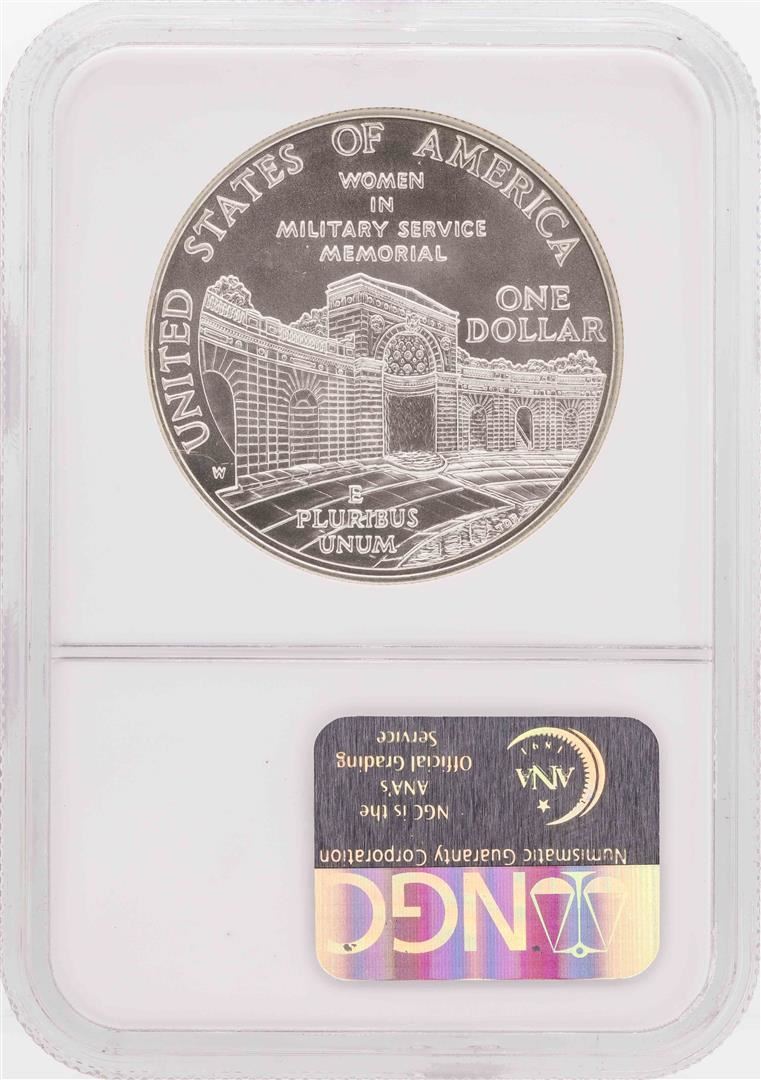 UNITED STATES OF AMERICA
WOMEN
IN
MILITARY SERVICE
MEMORIAL
ONE
DOLLAR
W
E
PLURIBUS
UNUM
NGC
Numismatic Guaranty Corporation
NGC is the
ANA's
Official Grading
Service
ANA
1891